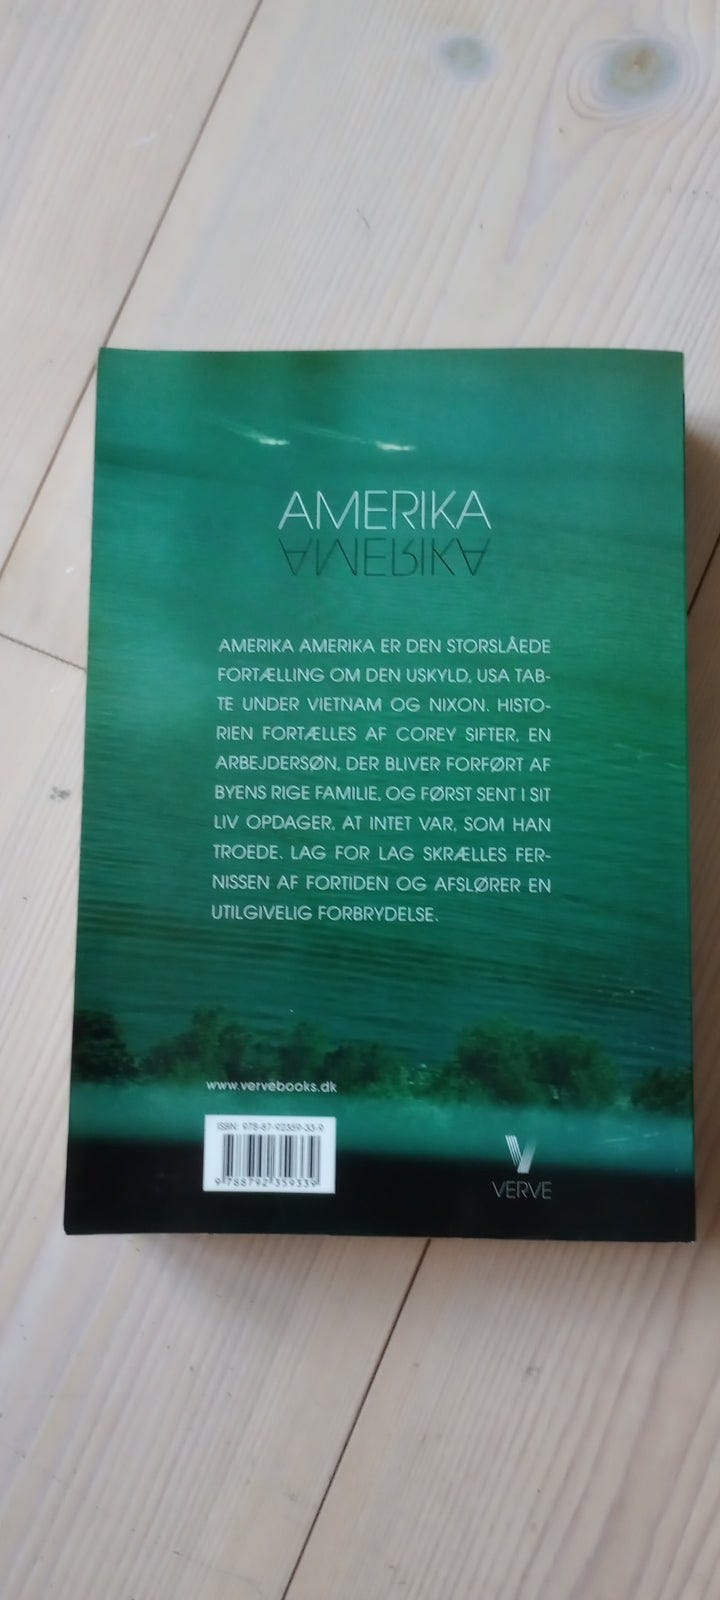 AMERIKA
AMERIKA
AMERIKA AMERIKA ER DEN STORSLÅEDE
FORTÆLLING OM DEN USKYLD, USA TAB-
TE UNDER VIETNAM OG NIXON. HISTO-
RIEN FORTÆLLES AF COREY SIFTER, EN
ARBEJDERSØN, DER BLIVER FORFØRT AF
BYENS RIGE FAMILIE, OG FØRST SENT I SIT
LIV OPDAGER, AT INTET VAR, SOM HAN
TROEDE. LAG FOR LAG SKRÆLLES FER-
NISSEN AF FORTIDEN OG AFSLØRER EN
UTILGIVELIG FORBRYDELSE.
www.vervebooks.dk
ISBN: 978-87-92359-33-9
9 788792 359339
VERVE